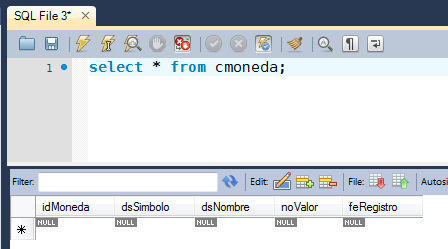 SQL File 3*
1 select * from cmoneda;
Filter: Edit: File: Autosi
idMoneda dsSimbolo dsNombre noValor feRegistro
NULL NULL NULL NULL NULL